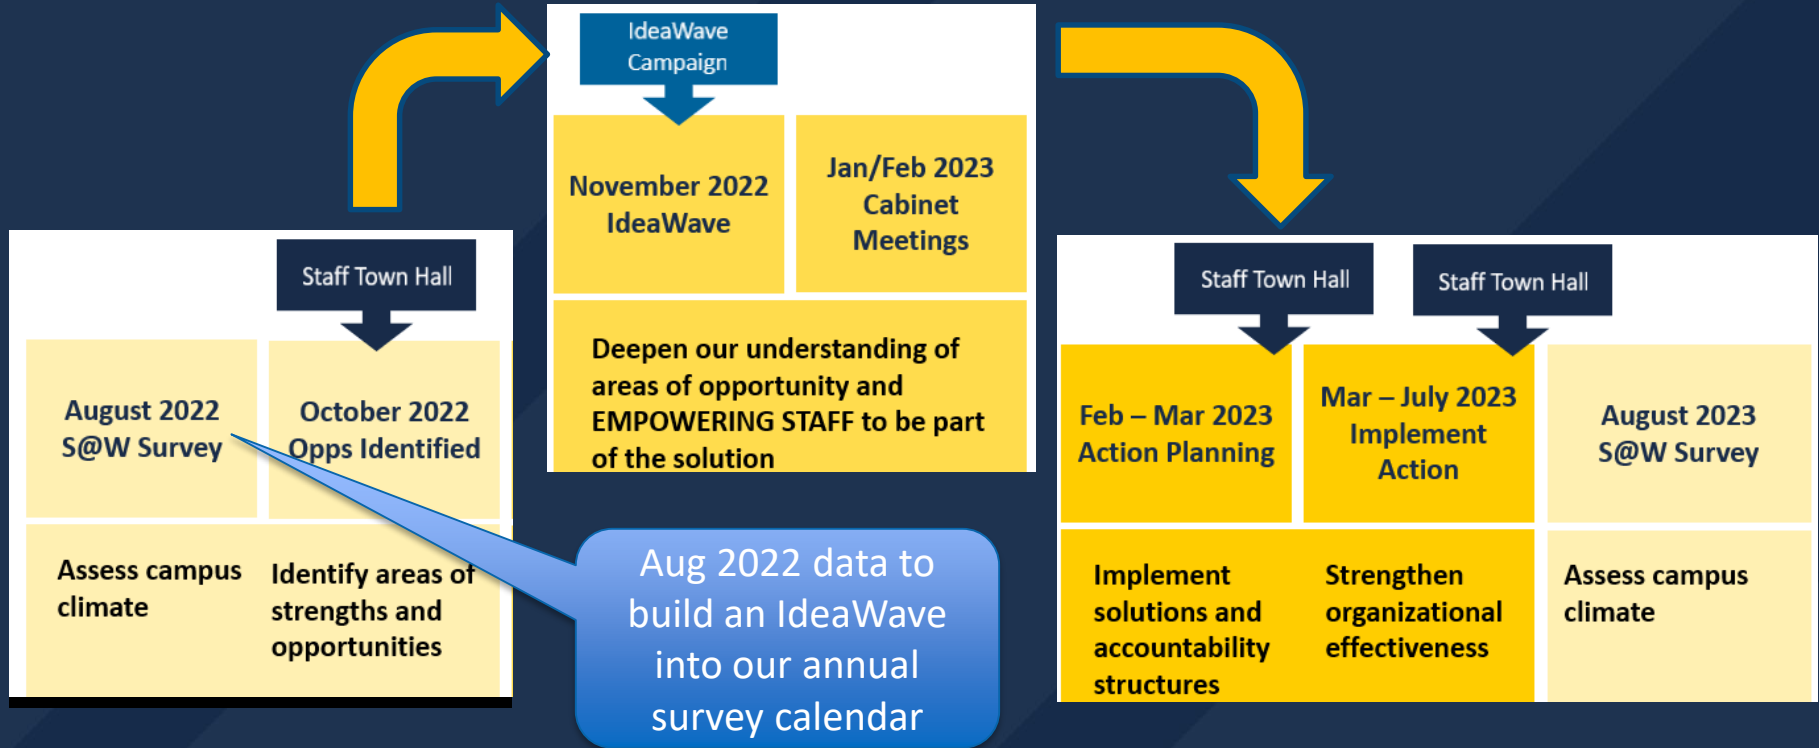 Staff Town Hall
August 2022
S@W Survey
October 2022
Opps Identified
Assess campus
climate
Identify areas of
strengths and
opportunities
IdeaWave
Campaign
November 2022
IdeaWave
Jan/Feb 2023
Cabinet
Meetings
Deepen our understanding of
areas of opportunity and
EMPOWERING STAFF to be part
of the solution
Aug 2022 data to
build an IdeaWave
into our annual
survey calendar
Staff Town Hall
Staff Town Hall
Feb – Mar 2023
Action Planning
Mar – July 2023
Implement
Action
August 2023
S@W Survey
Implement
solutions and
accountability
structures
Strengthen
organizational
effectiveness
Assess campus
climate